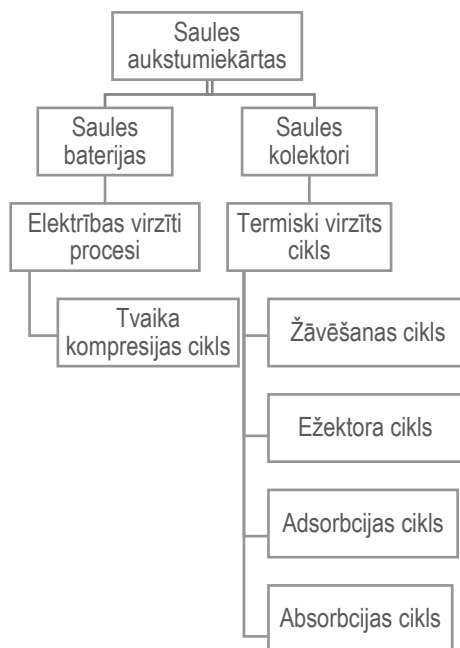 Saules
aukstumiekārtas
Saules
baterijas
Saules
kolektori
Elektrības virzīti
procesi
Termiski virzīts
cikls
Tvaika
kompresijas cikls
Žāvēšanas cikls
Ežektora cikls
Adsorbcijas cikls
Absorbcijas cikls